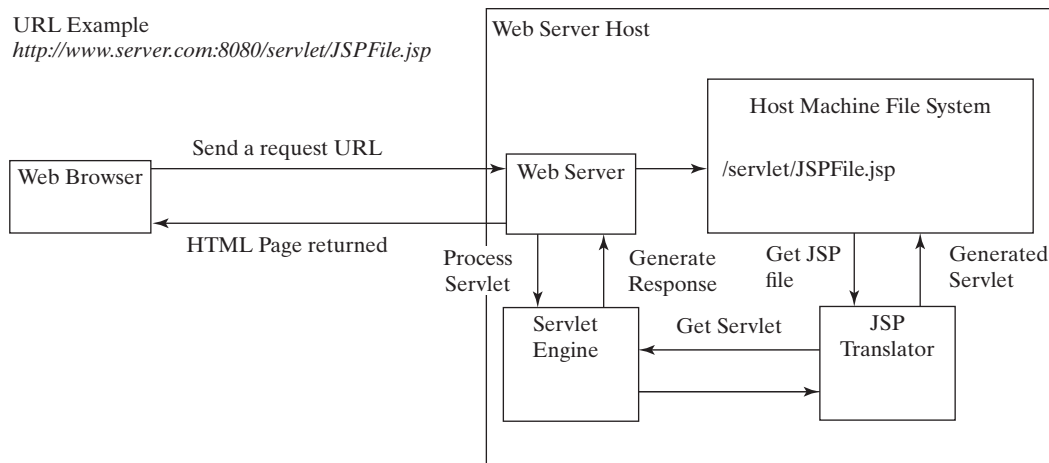 URL Example
http://www.server.com:8080/servlet/JSPFile.jsp
Web Server Host
Host Machine File System
/servlet/JSPFile.jsp
Send a request URL
Web Browser
Web Server
HTML Page returned
Process
Servlet
Generate
Response
Get JSP
file
Generated
Servlet
Servlet
Engine
Get Servlet
JSP
Translator